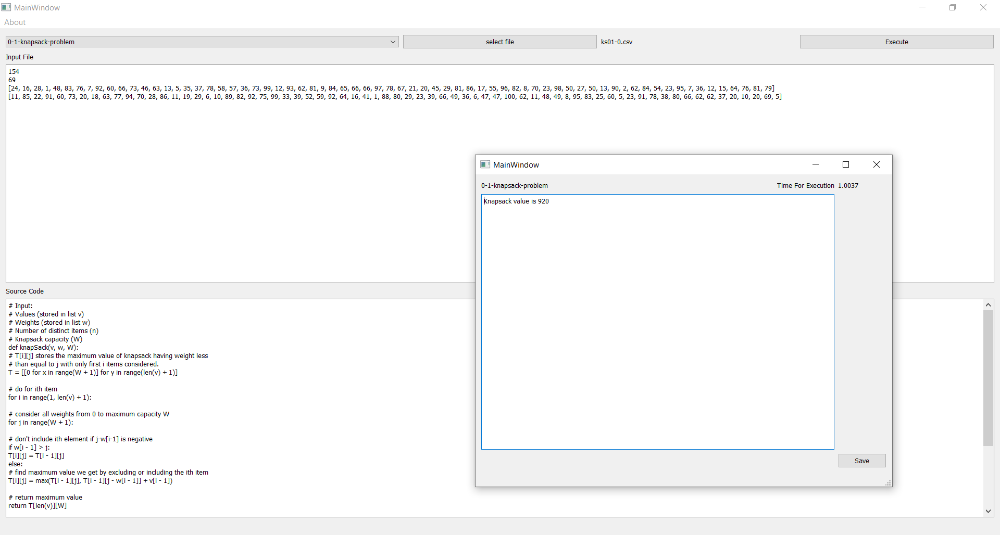 MainWindow
About
0-1-knapsack-problem
select file
ks01-0.csv
Execute
Input File
154
69
[24, 16, 28, 1, 48, 83, 76, 7, 92, 60, 66, 73, 46, 63, 13, 5, 35, 37, 78, 58, 57, 36, 73, 99, 12, 93, 62, 81, 9, 84, 65, 66, 66, 97, 78, 67, 21, 20, 45, 29, 81, 86, 17, 55, 96, 82, 8, 70, 23, 98, 50, 27, 50, 13, 90, 2, 62, 84, 54, 23, 95, 7, 36, 12, 15, 64, 76, 81, 79]
[11, 85, 22, 91, 60, 73, 20, 18, 63, 77, 94, 70, 28, 86, 11, 19, 29, 6, 10, 89, 82, 92, 75, 99, 33, 39, 52, 59, 92, 64, 16, 41, 1, 88, 80, 29, 23, 39, 66, 49, 36, 6, 47, 47, 100, 62, 11, 48, 49, 8, 95, 83, 25, 60, 5, 23, 91, 78, 38, 80, 66, 62, 62, 37, 20, 10, 20, 69, 5]
MainWindow
0-1-knapsack-problem
Time For Execution 1.0037
Knapsack value is 920
Save
Source Code
# Input:
# Values (stored in list v)
# Weights (stored in list w)
# Number of distinct items (n)
# Knapsack capacity (W)
def knapSack(v, w, W):
# T[i][j] stores the maximum value of knapsack having weight less
# than equal to j with only first i items considered.
T = [[0 for x in range(W + 1)] for y in range(len(v) + 1)]
# do for ith item
for i in range(1, len(v) + 1):
# consider all weights from 0 to maximum capacity W
for j in range(W + 1):
# don't include ith element if j-w[i-1] is negative
if w[i - 1] > j:
T[i][j] = T[i - 1][j]
else:
# find maximum value we get by excluding or including the ith item
T[i][j] = max(T[i - 1][j], T[i - 1][j - w[i - 1]] + v[i - 1])
# return maximum value
return T[len(v)][W]